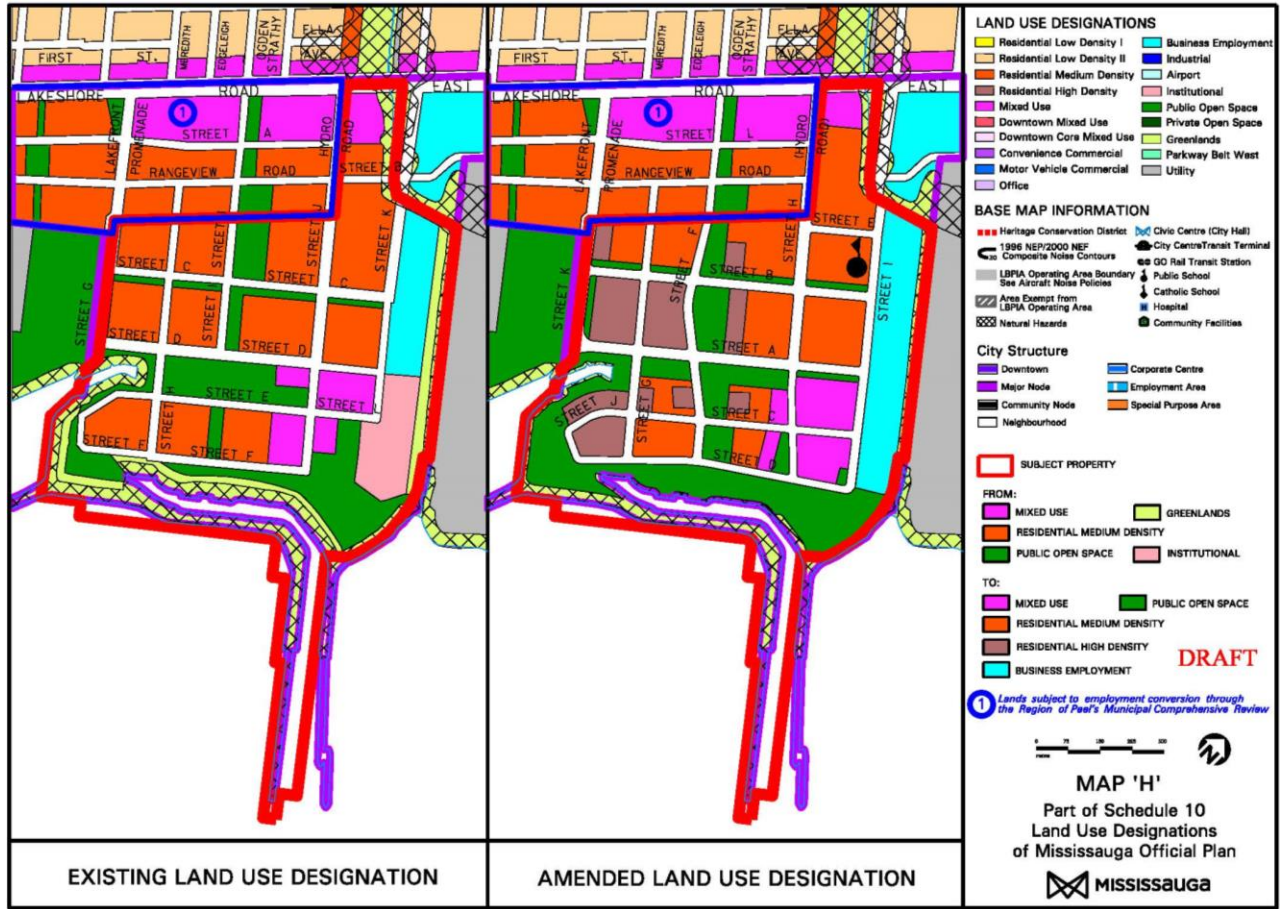 FIRST ST.
MEREDITH
EDGELEIGH
OGDEN
STRATHY
ELLA
AVE.
LAKESHORE ROAD EAST
1
LAKEFRONT
PROMENADE
STREET A
HYDRO
ROAD
STREET B
RANGEVIEW ROAD
STREET J
STREET K
STREET C
STREET C
STREET G
STREET D
STREET D
STREET H
STREET E
STREET L
STREET F
STREET F
EXISTING LAND USE DESIGNATION
FIRST ST.
MEREDITH
EDGELEIGH
OGDEN
STRATHY
ELLA
AVE.
LAKESHORE ROAD EAST
1
LAKEFRONT
PROMENADE
STREET L
(HYDRO
ROAD)
RANGEVIEW ROAD
STREET H
STREET E
STREET F
STREET B
STREET I
STREET K
STREET A
STREET J
STREET G
STREET C
STREET D
AMENDED LAND USE DESIGNATION
LAND USE DESIGNATIONS
Residential Low Density I
Residential Low Density II
Residential Medium Density
Residential High Density
Mixed Use
Downtown Mixed Use
Downtown Core Mixed Use
Convenience Commercial
Motor Vehicle Commercial
Office
Business Employment
Industrial
Airport
Institutional
Public Open Space
Private Open Space
Greenlands
Parkway Belt West
Utility
BASE MAP INFORMATION
Heritage Conservation District
1996 NEP/2000 NEF
Composite Noise Contours
LBPIA Operating Area Boundary
See Aircraft Noise Policies
Area Exempt from
LBPIA Operating Area
Natural Hazards
Civic Centre (City Hall)
City CentreTransit Terminal
GO Rail Transit Station
Public School
Catholic School
Hospital
Community Facilities
City Structure
Downtown
Major Node
Community Node
Neighbourhood
Corporate Centre
Employment Area
Special Purpose Area
SUBJECT PROPERTY
FROM:
MIXED USE
GREENLANDS
RESIDENTIAL MEDIUM DENSITY
PUBLIC OPEN SPACE
INSTITUTIONAL
TO:
MIXED USE
PUBLIC OPEN SPACE
RESIDENTIAL MEDIUM DENSITY
RESIDENTIAL HIGH DENSITY
BUSINESS EMPLOYMENT
DRAFT
1
Lands subject to employment conversion through
the Region of Peel's Municipal Comprehensive Review
MAP 'H'
Part of Schedule 10
Land Use Designations
of Mississauga Official Plan
MISSISSAUGA